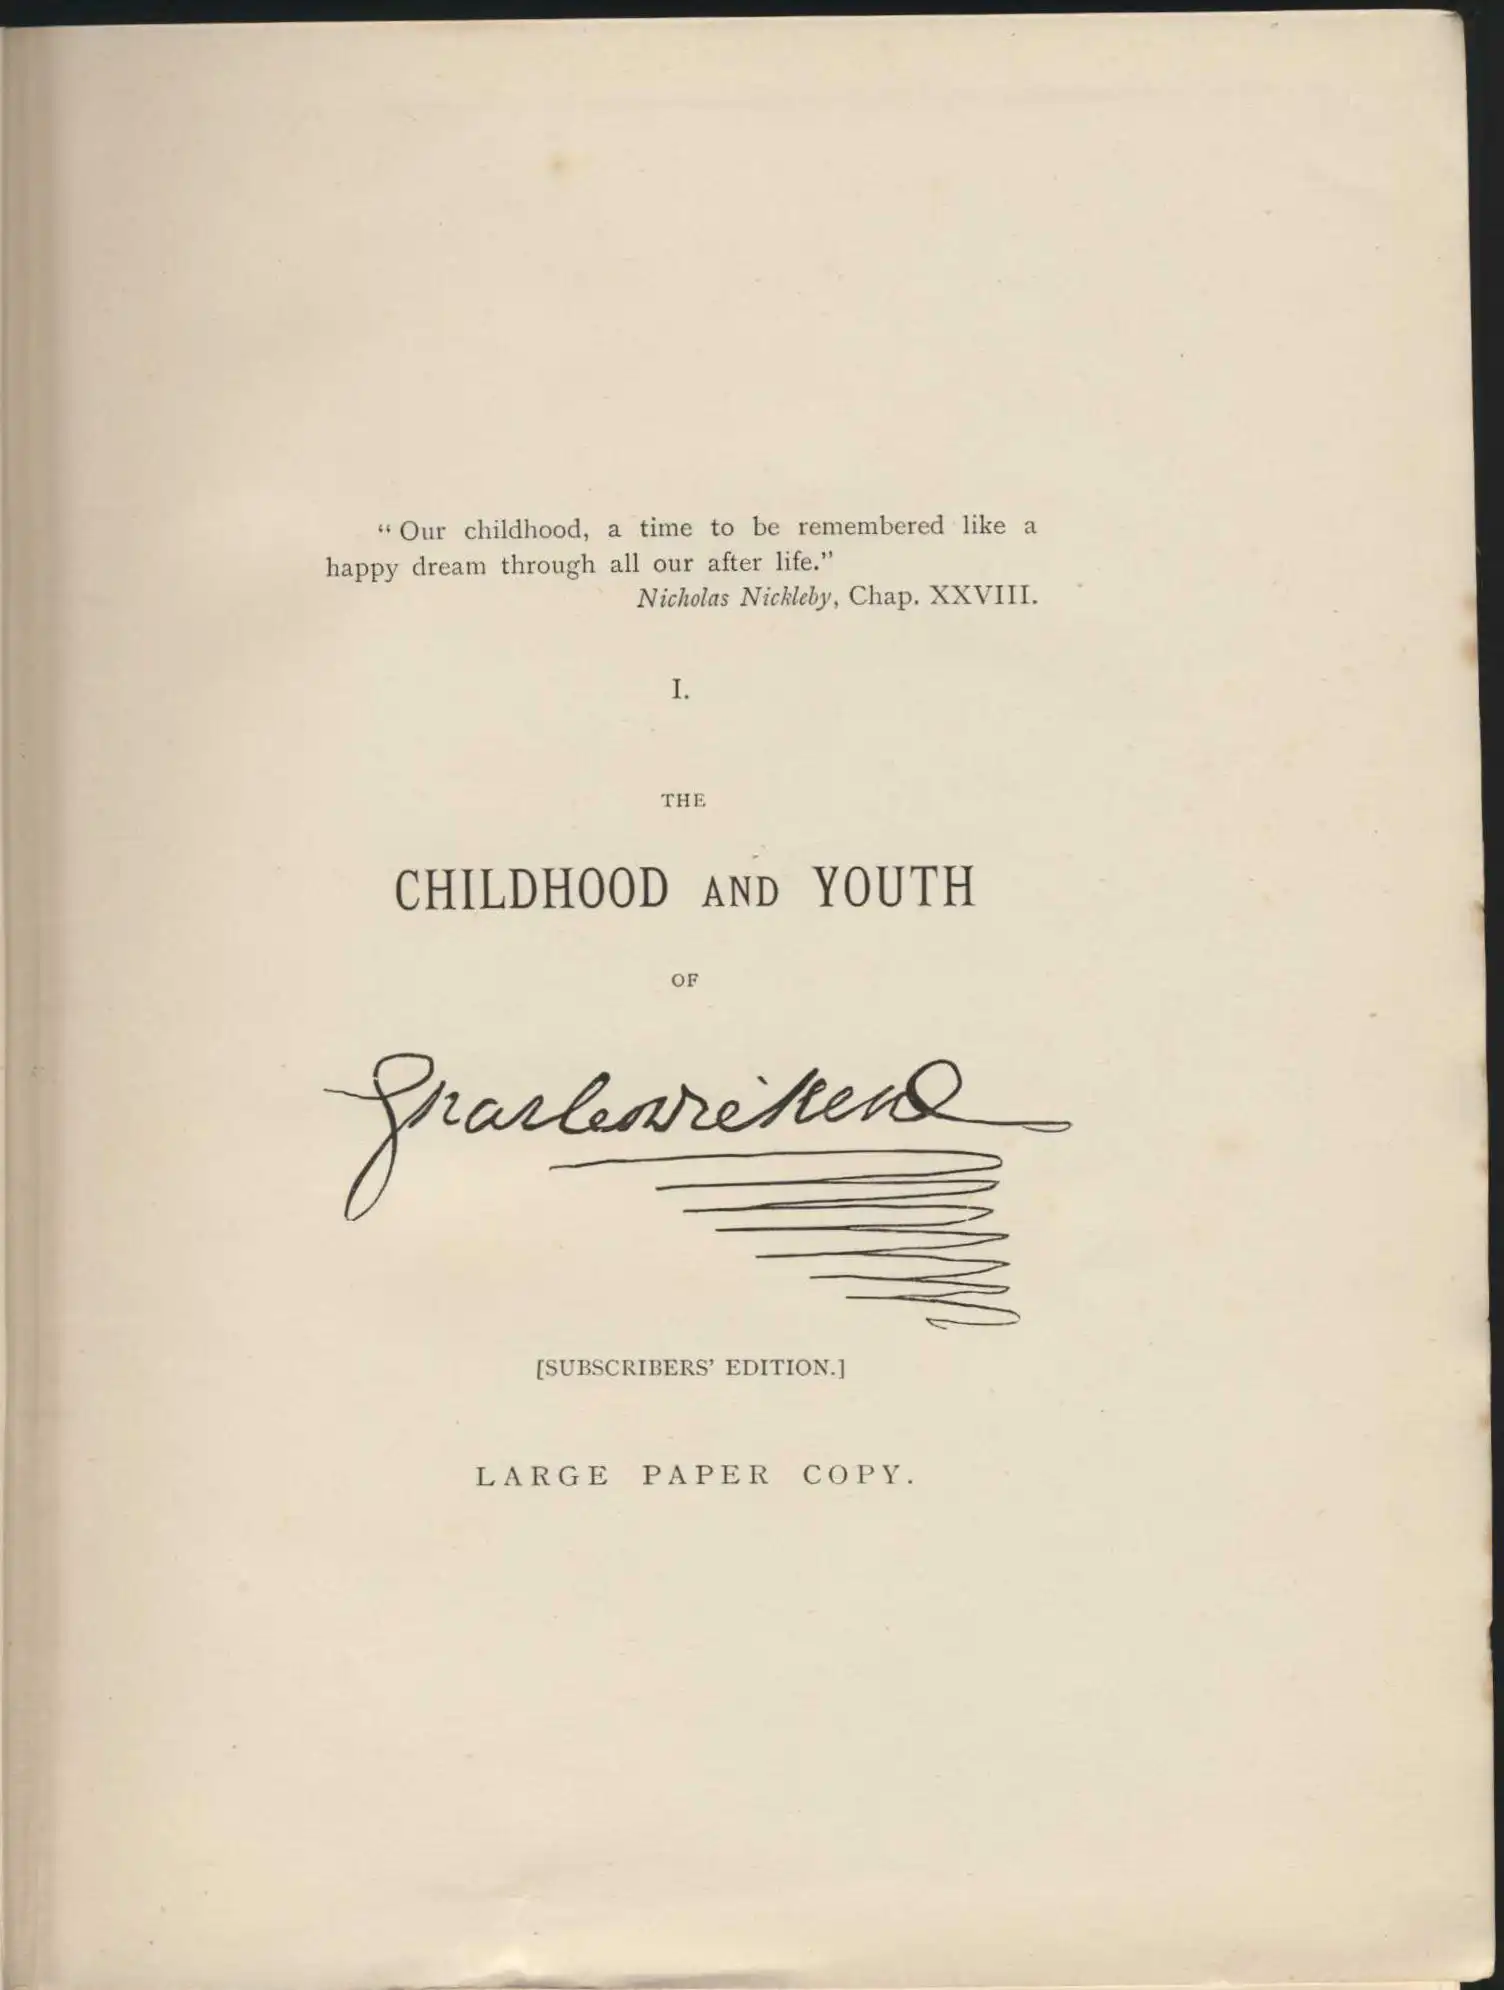 “ Our childhood, a time to be remembered like a
happy dream through all our after life.”
Nicholas Nickleby, Chap. XXVIII.
I.
THE
CHILDHOOD AND YOUTH
OF
Charles Dickens
[SUBSCRIBERS’ EDITION.]
LARGE PAPER COPY.